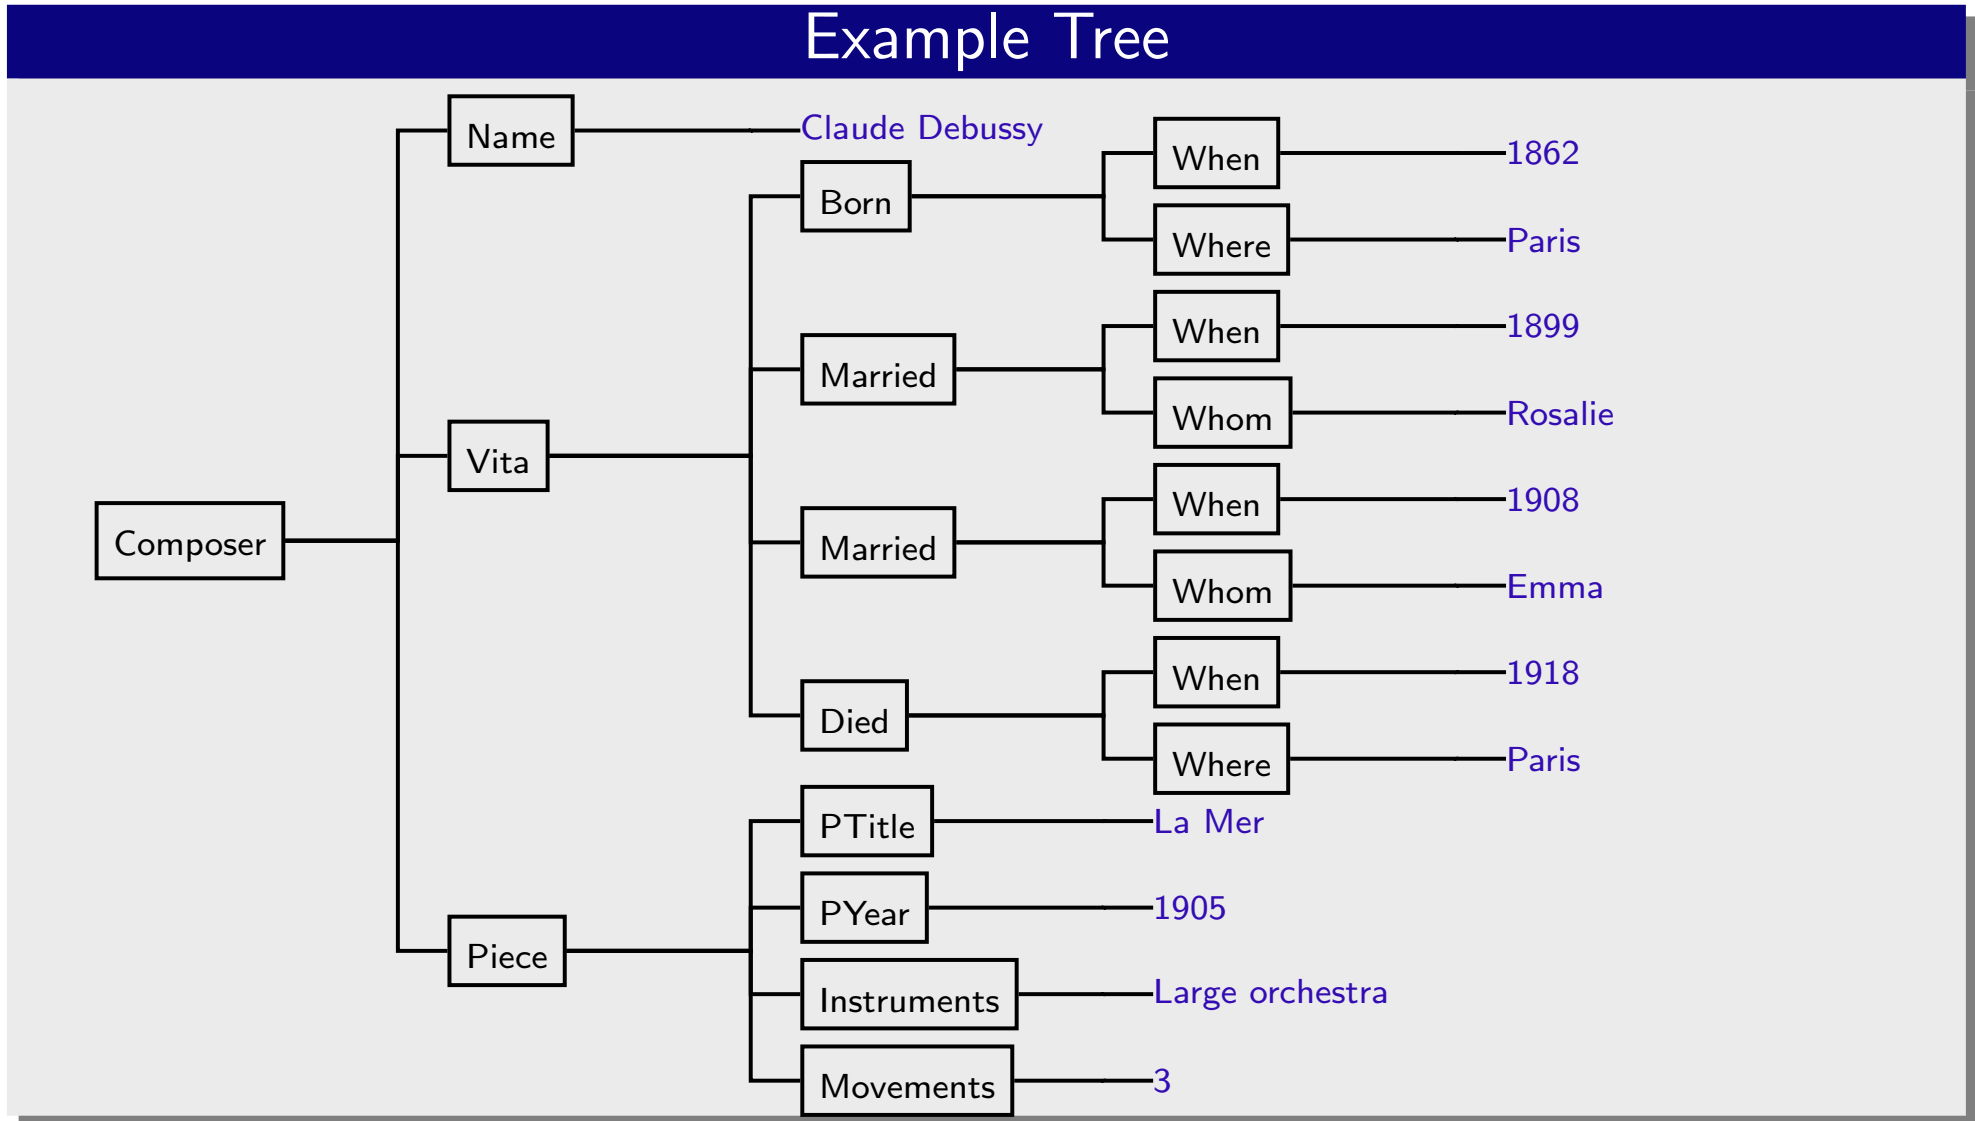 Example Tree
Name
Claude Debussy
Born
When
1862
Where
Paris
Married
When
1899
Whom
Rosalie
Vita
Married
When
1908
Whom
Emma
Composer
Died
When
1918
Where
Paris
PTitle
La Mer
PYear
1905
Piece
Instruments
Large orchestra
Movements
3